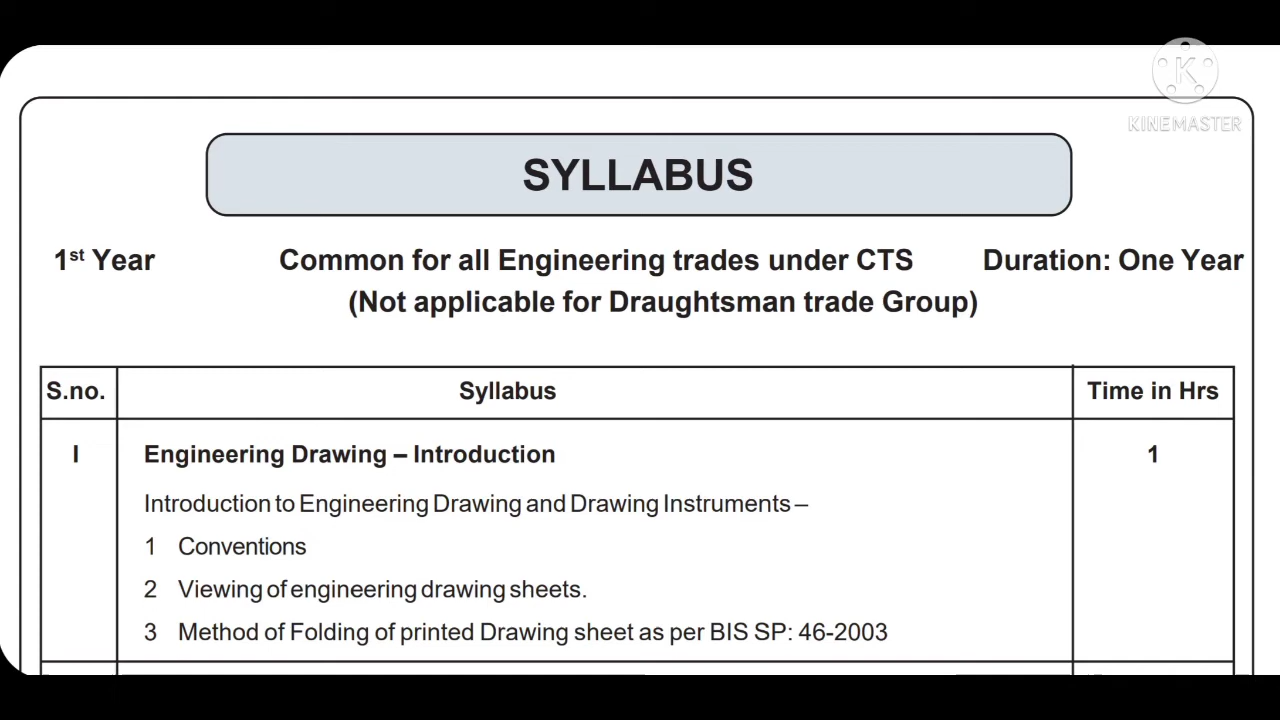 K
KINEMASTER
SYLLABUS
1st Year Common for all Engineering trades under CTS Duration: One Year
(Not applicable for Draughtsman trade Group)
S.no. Syllabus Time in Hrs
I Engineering Drawing – Introduction 1
Introduction to Engineering Drawing and Drawing Instruments –
1 Conventions
2 Viewing of engineering drawing sheets.
3 Method of Folding of printed Drawing sheet as per BIS SP: 46-2003